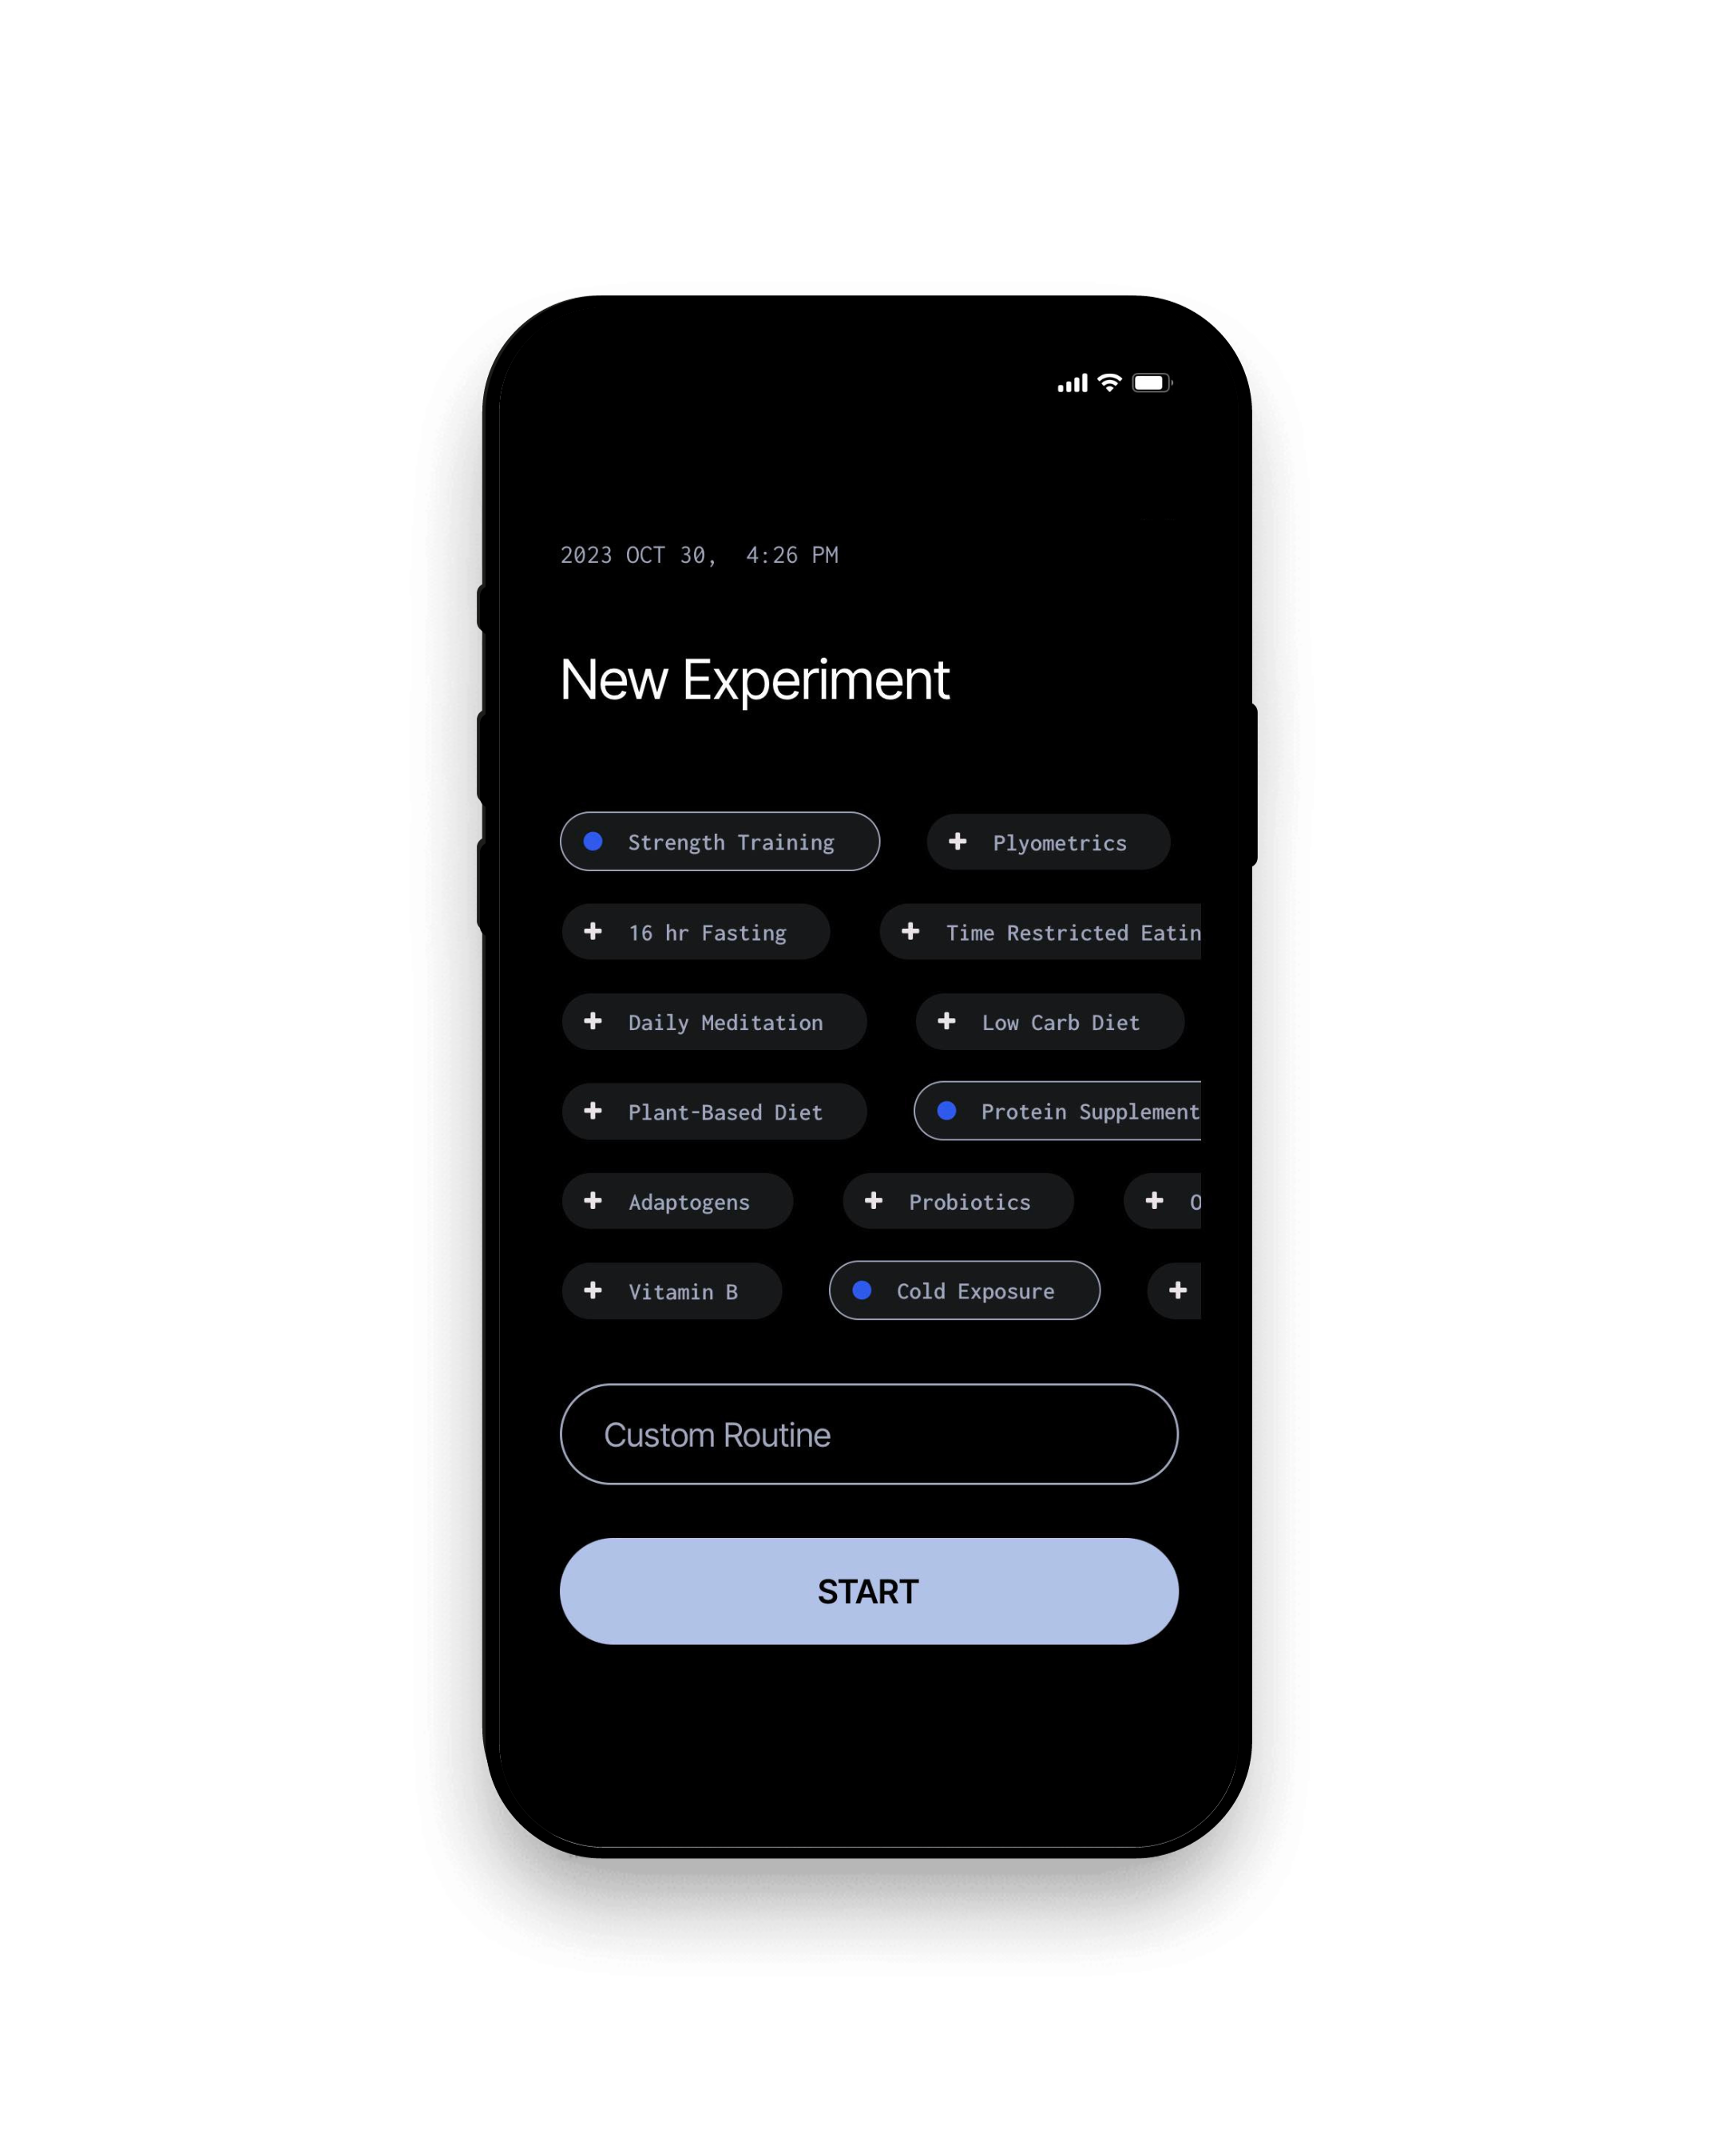 2023 OCT 30, 4:26 PM
New Experiment
Strength Training Plyometrics
16 hr Fasting Time Restricted Eatin
Daily Meditation Low Carb Diet
Plant-Based Diet Protein Supplement
Adaptogens Probiotics
Vitamin B Cold Exposure
Custom Routine
START